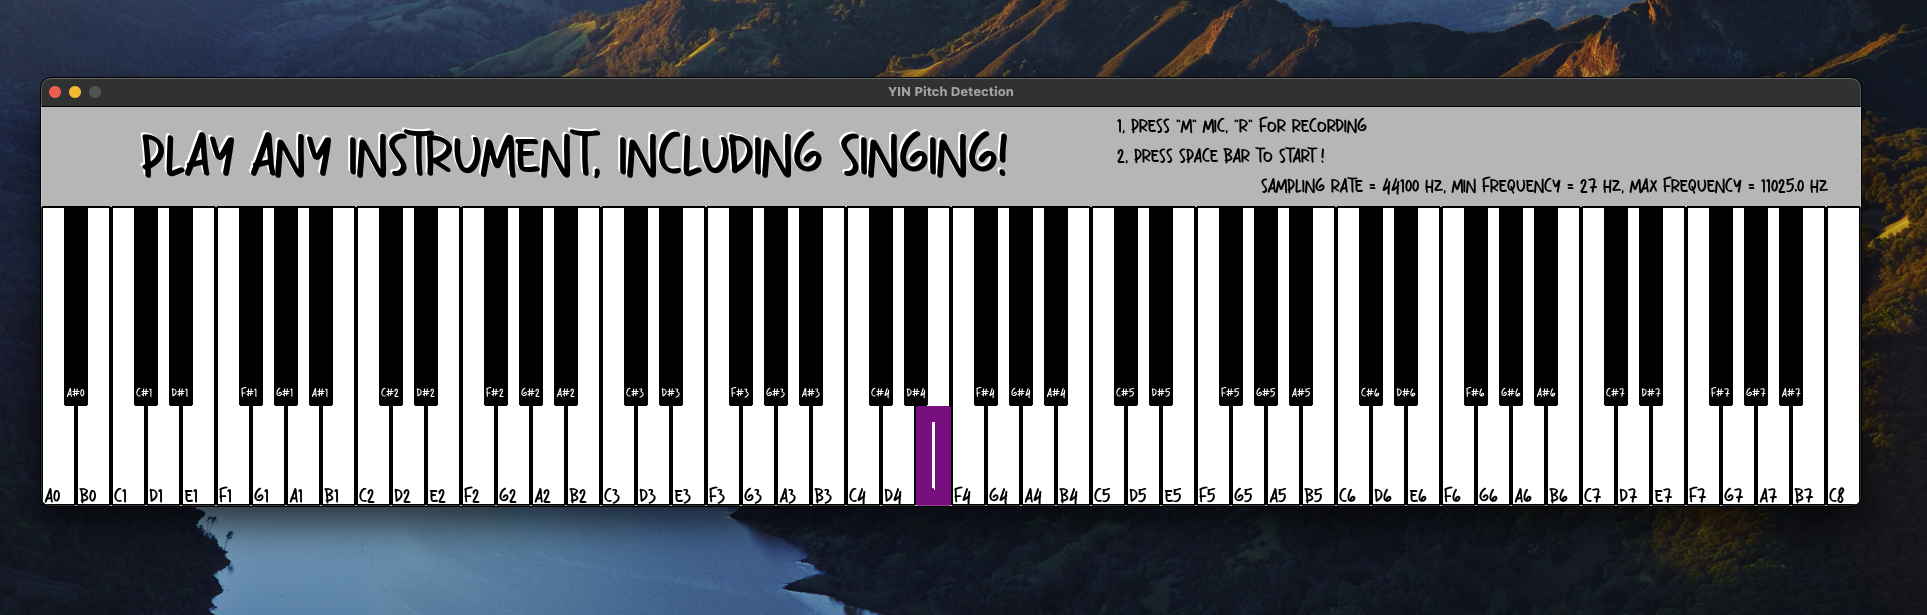 YIN Pitch Detection
PLAY ANY INSTRUMENT, INCLUDING SINGING!
1. PRESS "M" MIC, "R" FOR RECORDING
2. PRESS SPACE BAR TO START !
SAMPLING RATE = 44100 HZ, MIN FREQUENCY = 27 HZ, MAX FREQUENCY = 11025.0 HZ
A#0 C#1 D#1 F#1 G#1 A#1 C#2 D#2 F#2 G#2 A#2 C#3 D#3 F#3 G#3 A#3 C#4 D#4 F#4 G#4 A#4 C#5 D#5 F#5 G#5 A#5 C#6 D#6 F#6 G#6 A#6 C#7 D#7 F#7 G#7 A#7
A0 B0 C1 D1 E1 F1 G1 A1 B1 C2 D2 E2 F2 G2 A2 B2 C3 D3 E3 F3 G3 A3 B3 C4 D4 F4 G4 A4 B4 C5 D5 E5 F5 G5 A5 B5 C6 D6 E6 F6 G6 A6 B6 C7 D7 E7 F7 G7 A7 B7 C8